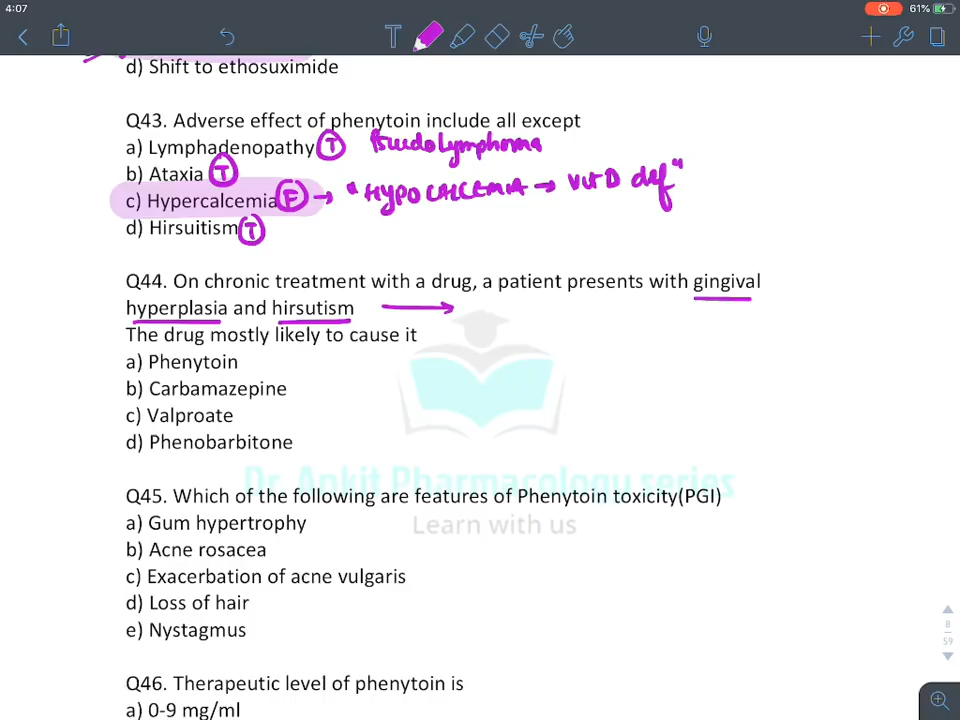 4:07
61%
d) Shift to ethosuximide
Q43. Adverse effect of phenytoin include all except
a) Lymphadenopathy T Psuedolymphoma
b) Ataxia T
c) Hypercalcemia F → "HYPOCALCEMIA → Vit D def"
d) Hirsuitism T
Q44. On chronic treatment with a drug, a patient presents with gingival
hyperplasia and hirsutism
The drug mostly likely to cause it
a) Phenytoin
b) Carbamazepine
c) Valproate
d) Phenobarbitone
Dr. Ankit Pharmacology series
Q45. Which of the following are features of Phenytoin toxicity(PGI)
Learn with us
a) Gum hypertrophy
b) Acne rosacea
c) Exacerbation of acne vulgaris
d) Loss of hair
e) Nystagmus
8
59
Q46. Therapeutic level of phenytoin is
a) 0-9 mg/ml